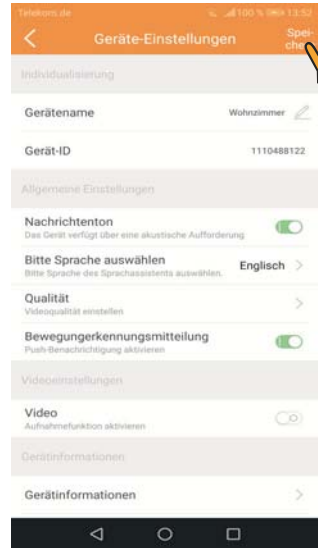 Telekom.de 100 % 13:52
Geräte-Einstellungen
Spei-
che
Individualisierung
Gerätename Wohnzimmer
Gerät-ID 1110488122
Allgemeine Einstellungen
Nachrichtenton
Das Gerät verfügt über eine akustische Aufforderung
Bitte Sprache auswählen Englisch
Bitte Sprache des Sprachassistents auswählen.
Qualität
Videoqualität einstellen
Bewegungerkennungsmitteilung
Push-Benachrichtigung aktivieren
Videoeinstellungen
Video
Aufnahmefunktion aktivieren
Gerätinformationen
Gerätinformationen